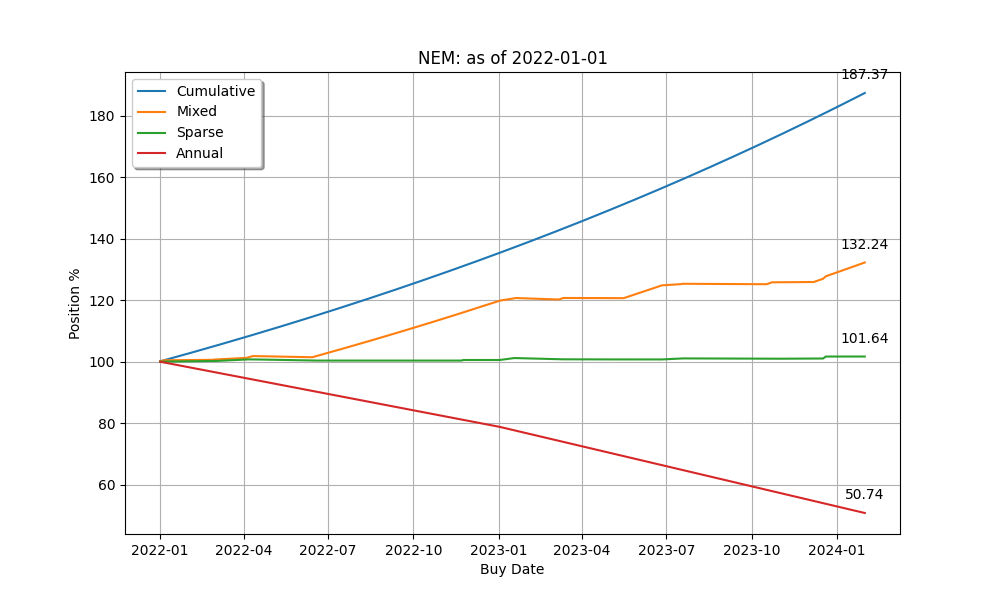 NEM: as of 2022-01-01
187.37
Cumulative
Mixed
Sparse
Annual
180
160
140
120
100
80
60
132.24
101.64
50.74
Position %
2022-01
2022-04
2022-07
2022-10
2023-01
2023-04
2023-07
2023-10
2024-01
Buy Date